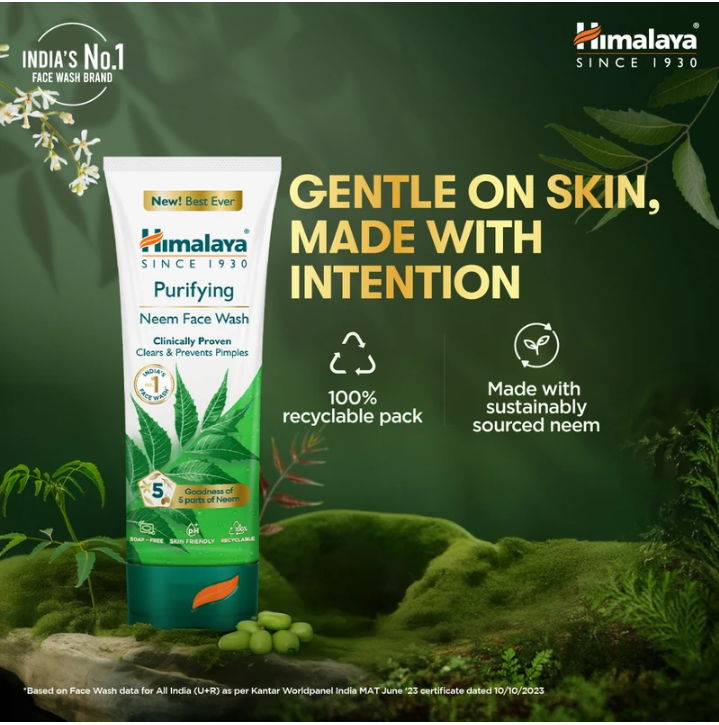 INDIA'S No.1
FACE WASH BRAND
Himalaya®
SINCE 1930
GENTLE ON SKIN,
MADE WITH
INTENTION
100%
recyclable pack
Made with
sustainably
sourced neem
New! Best Ever
Himalaya®
SINCE 1930
Purifying
Neem Face Wash
Clinically Proven
Clears & Prevents Pimples
INDIA'S
No. 1
FACE WASH*
5
Goodness of
5 parts of Neem
SOAP - FREE
pH
SKIN FRIENDLY
100%
RECYCLABLE
*Based on Face Wash data for All India (U+R) as per Kantar Worldpanel India MAT June '23 certificate dated 10/10/2023